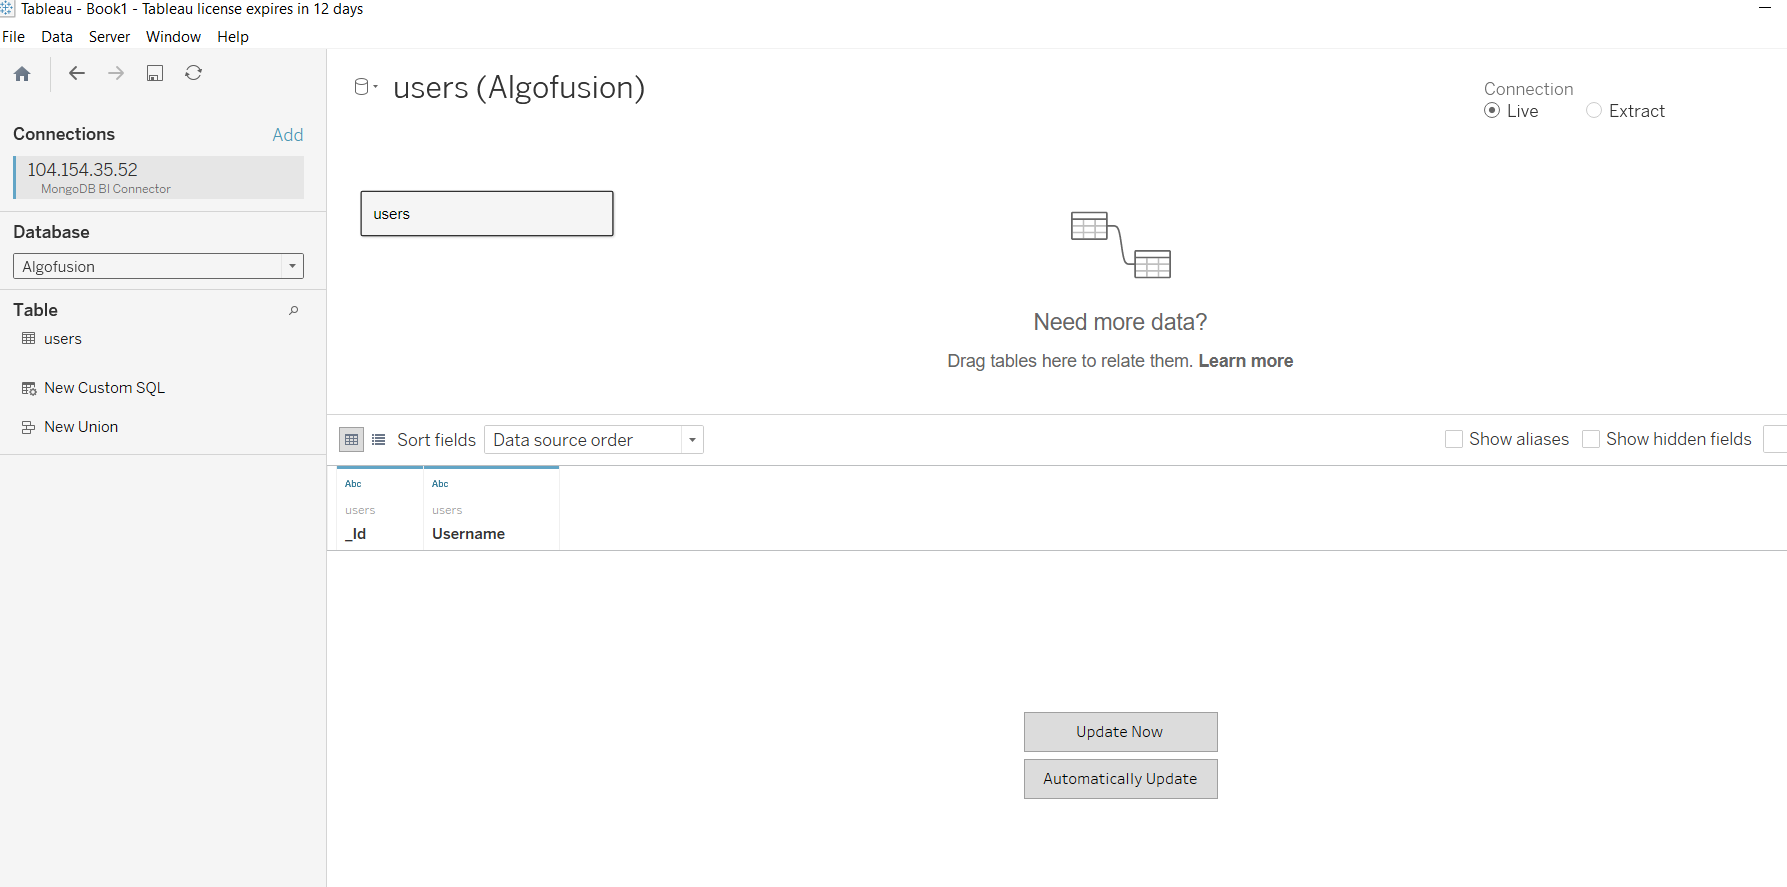 Tableau - Book1 - Tableau license expires in 12 days
File Data Server Window Help
Connections Add
104.154.35.52
MongoDB BI Connector
Database
Algofusion
Table
users
New Custom SQL
New Union
users (Algofusion)
Connection
Live Extract
users
Need more data?
Drag tables here to relate them. Learn more
Sort fields Data source order Show aliases Show hidden fields
Abc Abc
users users
_Id Username
Update Now
Automatically Update